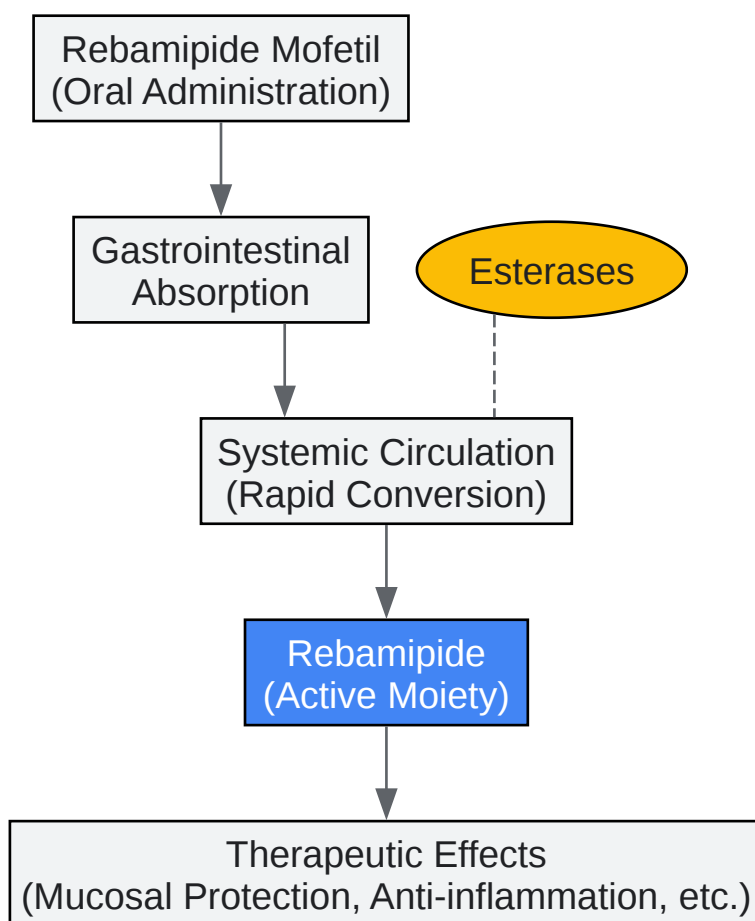 Rebamipide Mofetil
(Oral Administration)
Gastrointestinal
Absorption
Esterases
Systemic Circulation
(Rapid Conversion)
Rebamipide
(Active Moiety)
Therapeutic Effects
(Mucosal Protection, Anti-inflammation, etc.)